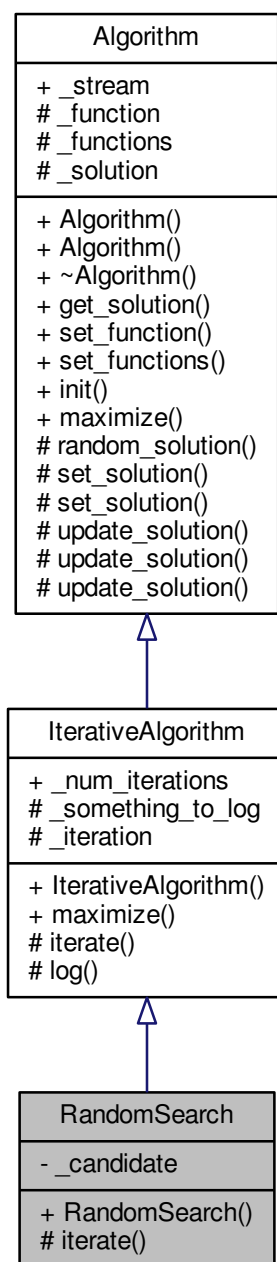 Algorithm
+ _stream
# _function
# _functions
# _solution
+ Algorithm()
+ Algorithm()
+ ~Algorithm()
+ get_solution()
+ set_function()
+ set_functions()
+ init()
+ maximize()
# random_solution()
# set_solution()
# set_solution()
# update_solution()
# update_solution()
# update_solution()
IterativeAlgorithm
+ _num_iterations
# _something_to_log
# _iteration
+ IterativeAlgorithm()
+ maximize()
# iterate()
# log()
RandomSearch
- _candidate
+ RandomSearch()
# iterate()